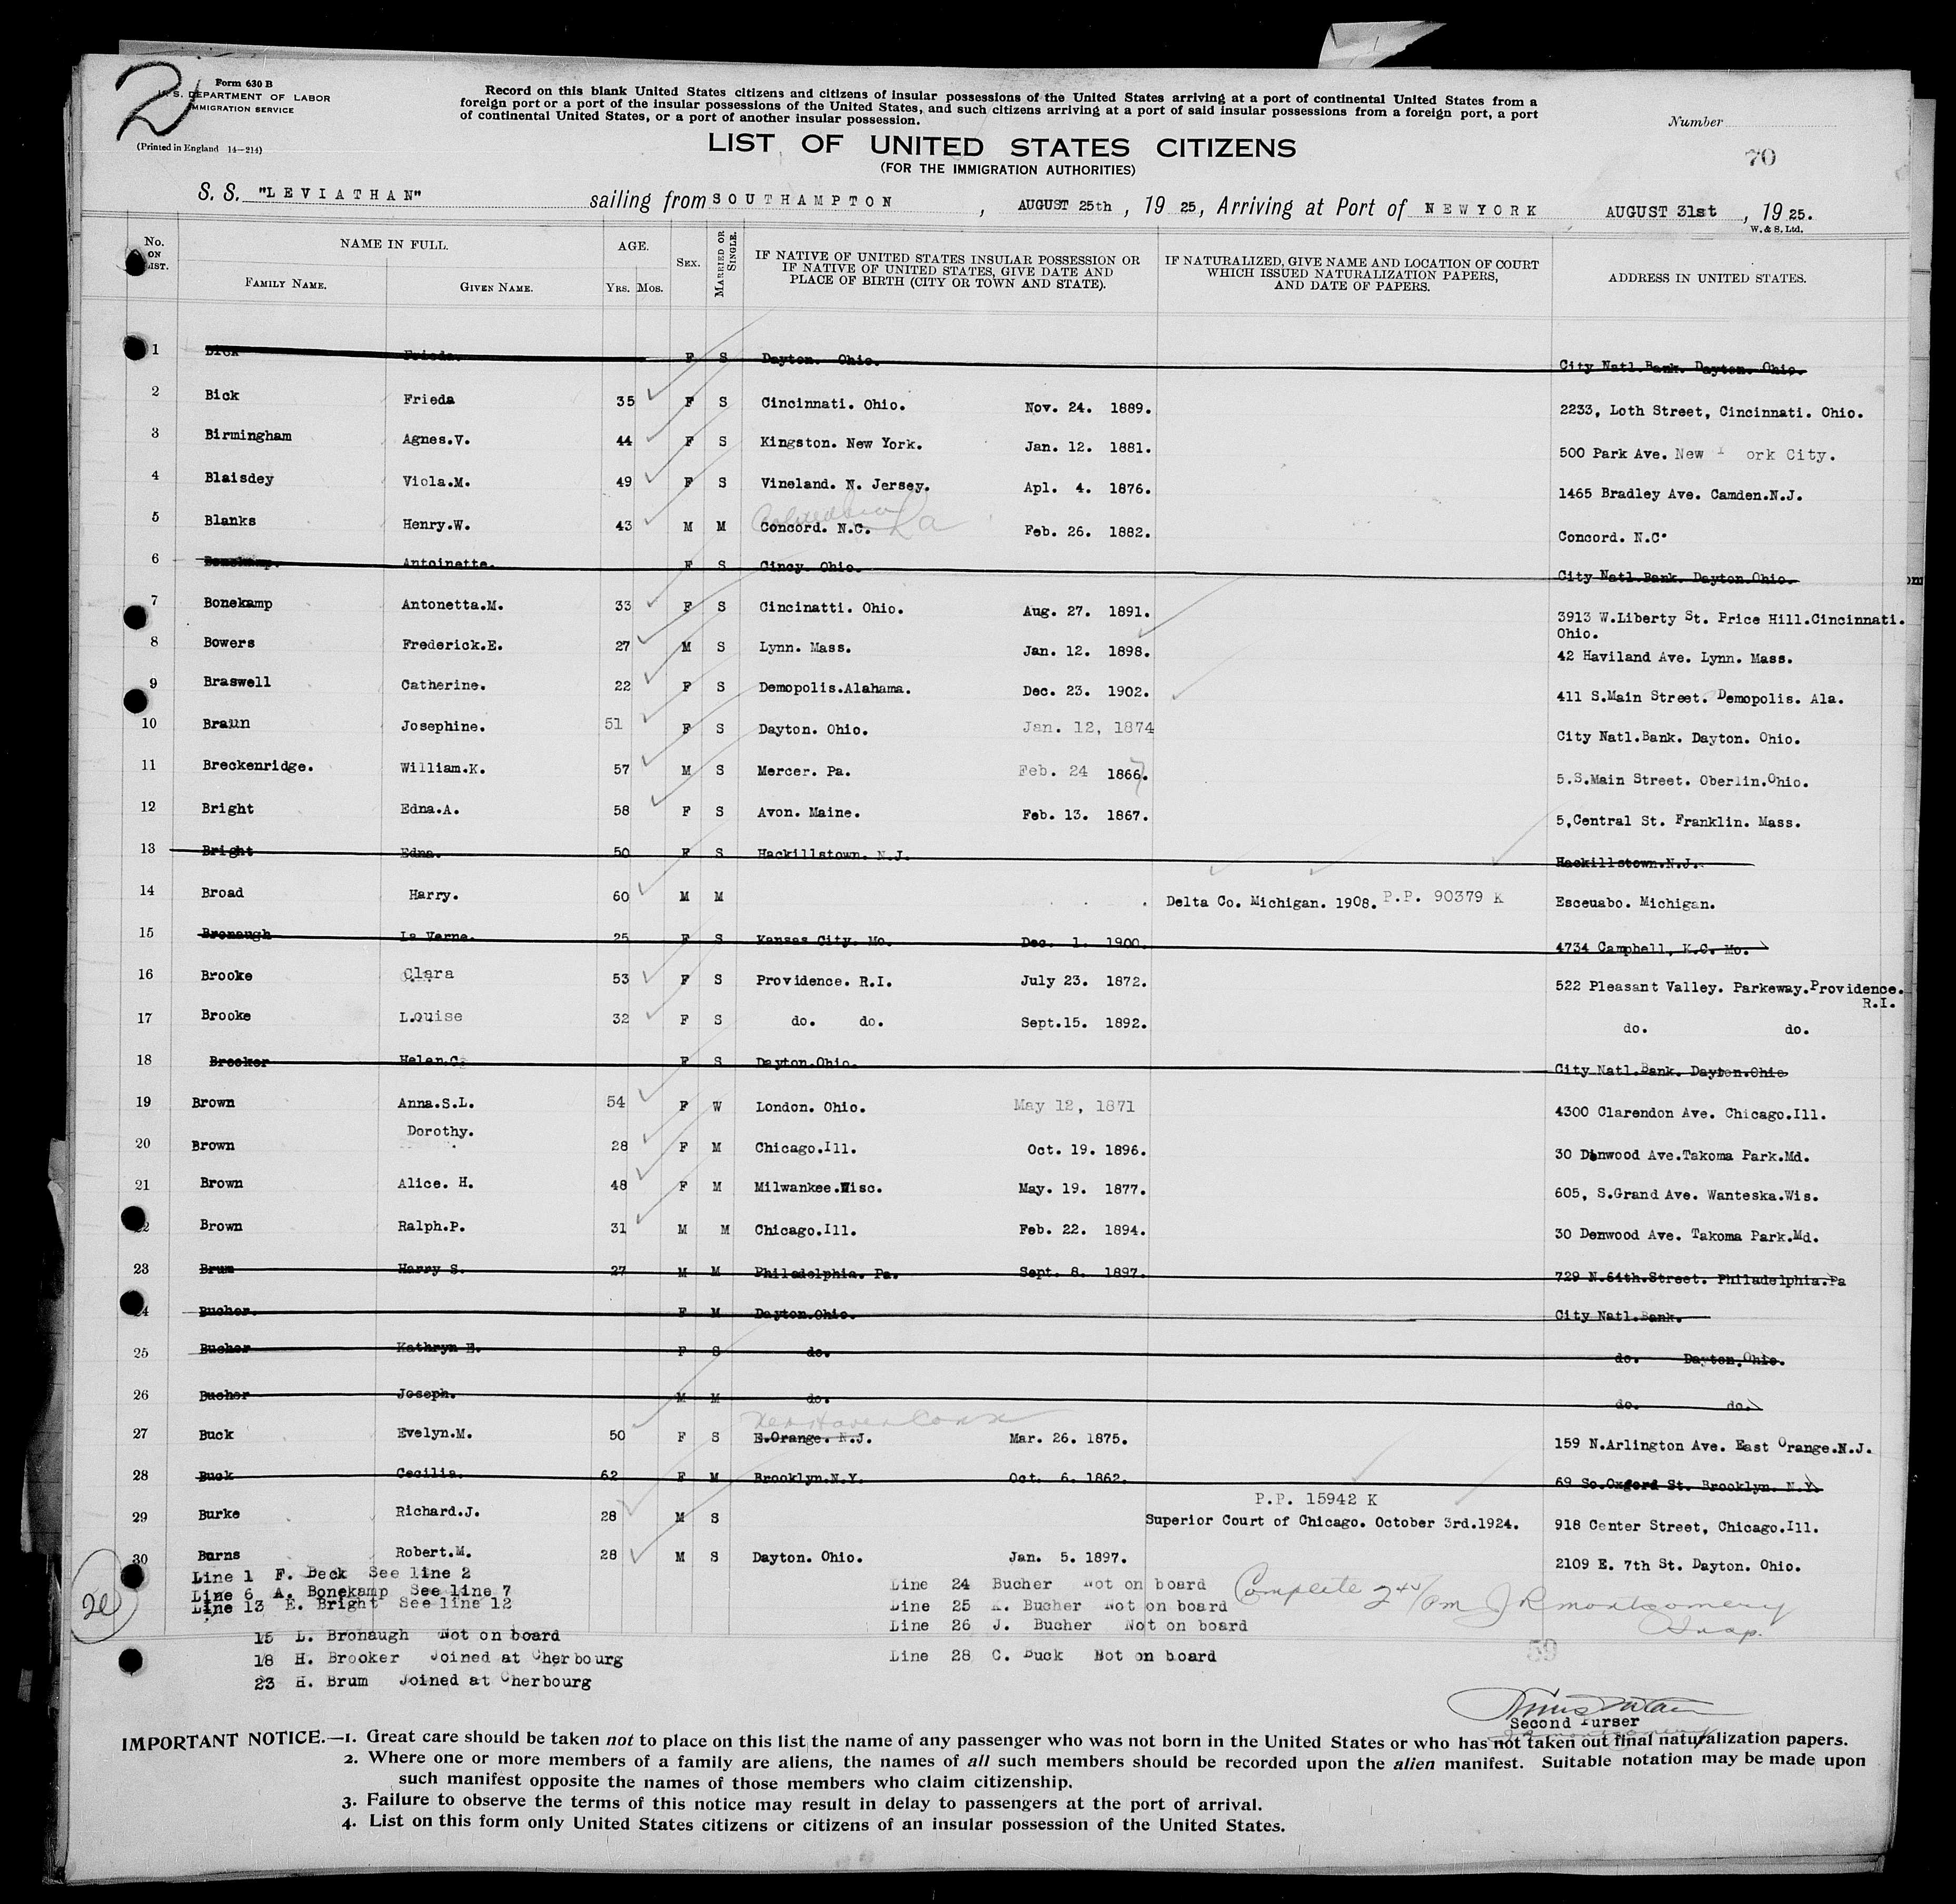 2
Form 630 B
U. S. DEPARTMENT OF LABOR
IMMIGRATION SERVICE
(Printed in England 14—214)
Record on this blank United States citizens and citizens of insular possessions of the United States arriving at a port of continental United States from a
foreign port or a port of the insular possessions of the United States, and such citizens arriving at a port of said insular possessions from a foreign port, a port
of continental United States, or a port of another insular possession.
Number
70
LIST OF UNITED STATES CITIZENS
(FOR THE IMMIGRATION AUTHORITIES)
S. S. "LEVIATHAN" sailing from SOUTHAMPTON, AUGUST 25th, 19 25, Arriving at Port of NEWYORK AUGUST 31st, 19 25.
W. & S. Ltd.
No. ON LIST. NAME IN FULL. FAMILY NAME. GIVEN NAME. AGE. YRS. MOS. SEX. MARRIED OR SINGLE. IF NATIVE OF UNITED STATES INSULAR POSSESSION OR IF NATIVE OF UNITED STATES, GIVE DATE AND PLACE OF BIRTH (CITY OR TOWN AND STATE). IF NATURALIZED, GIVE NAME AND LOCATION OF COURT WHICH ISSUED NATURALIZATION PAPERS, AND DATE OF PAPERS. ADDRESS IN UNITED STATES.
1 Bick Frieda. F S Dayton. Ohio. City Natl.Bank. Dayton. Ohio.
2 Bick Frieda 35 F S Cincinnati. Ohio. Nov. 24. 1889. 2233, Loth Street, Cincinnati. Ohio.
3 Birmingham Agnes.V. 44 F S Kingston. New York. Jan. 12. 1881. 500 Park Ave. New York City.
4 Blaisdey Viola.M. 49 F S Vineland. N. Jersey. Apl. 4. 1876. 1465 Bradley Ave. Camden.N.J.
5 Blanks Henry.W. 43 M M Concord. N.C. La Feb. 26. 1882. Concord. N.C.
6 Bonekamp. Antoinette. F S Cincy. Ohio. City Natl.Bank. Dayton.Ohio.
7 Bonekamp Antonetta.M. 33 F S Cincinatti. Ohio. Aug. 27. 1891. 3913 W.Liberty St. Price Hill.Cincinnati.
Ohio.
8 Bowers Frederick.E. 27 M S Lynn. Mass. Jan. 12. 1898. 42 Haviland Ave. Lynn. Mass.
9 Braswell Catherine. 22 F S Demopolis.Alahama. Dec. 23. 1902. 411 S.Main Street. Demopolis. Ala.
10 Braun Josephine. 51 F S Dayton. Ohio. Jan. 12, 1874 City Natl.Bank. Dayton. Ohio.
11 Breckenridge. William.K. 57 M S Mercer. Pa. Feb. 24 1866. 5.S.Main Street. Oberlin.Ohio.
12 Bright Edna.A. 58 F S Avon. Maine. Feb. 13. 1867. 5,Central St. Franklin. Mass.
13 Bright Edna. 50 F S Hackillstown. N.J. Hackillstown.N.J.
14 Broad Harry. 60 M M Delta Co. Michigan. 1908. P.P. 90379 K Esceuabo. Michigan.
15 Bronaugh La Verne. 25 F S Kansas City. Mo. Dec. 1. 1900. 4734 Camphell, K.C. Mo.
16 Brooke Clara 53 F S Providence. R.I. July 23. 1872. 522 Pleasant Valley. Parkeway.Providence.
R.I.
17 Brooke Louise 32 F S do. do. Sept.15. 1892. do. do.
18 Brooker Helen.C. F S Dayton.Ohio. City Natl.Bank. Dayton.Ohio
19 Brown Anna.S.L. 54 F W London. Ohio. May 12, 1871 4300 Clarendon Ave. Chicago.Ill.
20 Brown Dorothy. 28 F M Chicago.Ill. Oct. 19. 1896. 30 Denwood Ave.Takoma Park.Md.
21 Brown Alice. H. 48 F M Milwankee.Wisc. May. 19. 1877. 605, S.Grand Ave. Wanteska.Wis.
22 Brown Ralph.P. 31 M M Chicago.Ill. Feb. 22. 1894. 30 Denwood Ave. Takoma Park.Md.
23 Brum Harry S. 27 M M Philadelphia. Pa. Sept. 8. 1897. 729 N.64th.Street. Philadelphia.Pa
24 Bucher. F M Dayton.Ohio. City Natl.Bank.
25 Bucher Kathryn E. F S do. do. Dayton.Ohio.
26 Bucher Joseph. M M do. do. do.
27 Buck Evelyn.M. 50 F S New Haven Conn E.Orange. N.J. Mar. 26. 1875. 159 N.Arlington Ave. East Orange.N.J.
28 Buck Cecilia. 62 F M Brooklyn.N.Y. Oct. 6. 1862. 69 So.Oxgord St. Brooklyn. N.Y.
P.P. 15942 K
29 Burke Richard.J. 28 M S Superior Court of Chicago. October 3rd.1924. 918 Center Street, Chicago.Ill.
30 Burns Robert.M. 28 M S Dayton. Ohio. Jan. 5. 1897. 2109 E. 7th St. Dayton. Ohio.
Line 1 F. Beck See line 2
Line 6 A. Bonekamp See line 7
Line 13 E. Bright See line 12
15 L. Bronaugh Not on board
18 H. Brooker Joined at Cherbourg
23 H. Brum Joined at Cherbourg
Line 24 Bucher Not on board
Line 25 K. Bucher Not on board
Line 26 J. Bucher Not on board
Line 28 C. Buck Not on board
Complete 2 45/pm J R Montgomery
Insp.
20
59
Second Purser
IMPORTANT NOTICE.—1. Great care should be taken not to place on this list the name of any passenger who was not born in the United States or who has not taken out final naturalization papers.
2. Where one or more members of a family are aliens, the names of all such members should be recorded upon the alien manifest. Suitable notation may be made upon
such manifest opposite the names of those members who claim citizenship.
3. Failure to observe the terms of this notice may result in delay to passengers at the port of arrival.
4. List on this form only United States citizens or citizens of an insular possession of the United States.